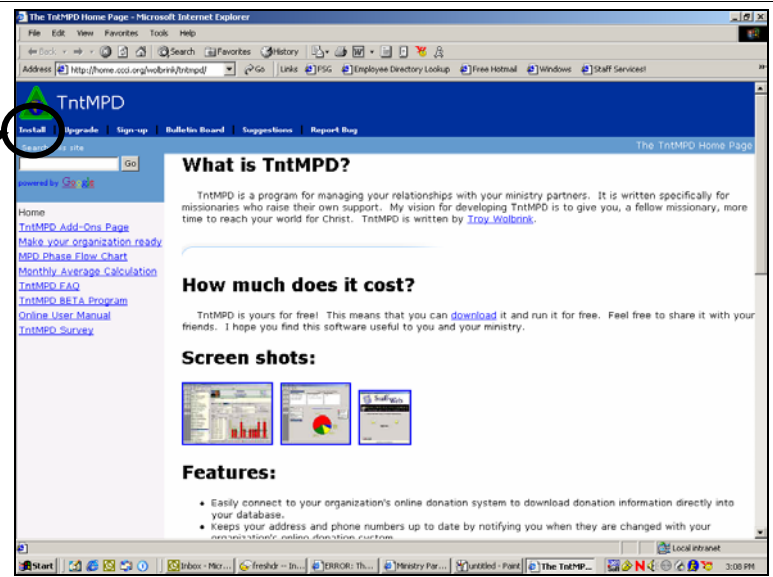 The TntMPD Home Page - Microsoft Internet Explorer
File Edit View Favorites Tools Help
Back Search Favorites History
Address http://home.ccci.org/wolbrink/tntmpd/ Go Links PSG Employee Directory Lookup Free Hotmail Windows Staff Services!
TntMPD
Install Upgrade Sign-up Bulletin Board Suggestions Report Bug
Search site
The TntMPD Home Page
Go
powered by Google
Home
TntMPD Add-Ons Page
Make your organization ready
MPD Phase Flow Chart
Monthly Average Calculation
TntMPD FAQ
TntMPD BETA Program
Online User Manual
TntMPD Survey
What is TntMPD?
TntMPD is a program for managing your relationships with your ministry partners. It is written specifically for
missionaries who raise their own support. My vision for developing TntMPD is to give you, a fellow missionary, more
time to reach your world for Christ. TntMPD is written by Troy Wolbrink.
How much does it cost?
TntMPD is yours for free! This means that you can download it and run it for free. Feel free to share it with your
friends. I hope you find this software useful to you and your ministry.
Screen shots:
Features:
• Easily connect to your organization's online donation system to download donation information directly into
your database.
• Keeps your address and phone numbers up to date by notifying you when they are changed with your
organization's online donation system.
Local intranet
Start Inbox - Micr... freshdr -- In... ERROR: Th... Ministry Par... untitled - Paint The TntMP... 3:08 PM